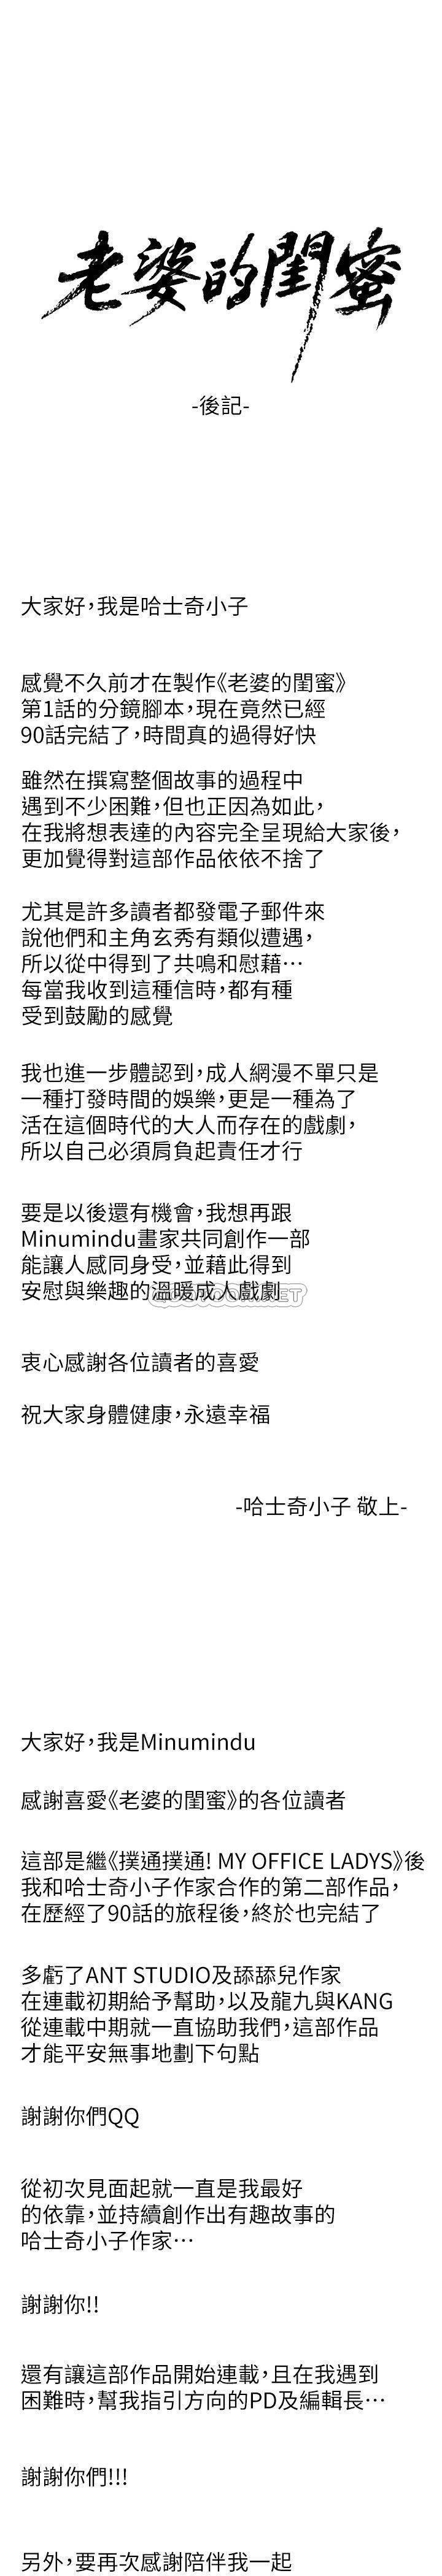 老婆的閨蜜
-後記-
大家好，我是哈士奇小子
感覺不久前才在製作《老婆的閨蜜》
第1話的分鏡腳本，現在竟然已經
90話完結了，時間真的過得好快
雖然在撰寫整個故事的過程中
遇到不少困難，但也正因為如此，
在我將想表達的內容完全呈現給大家後，
更加覺得對這部作品依依不捨了
尤其是許多讀者都發電子郵件來
說他們和主角玄秀有類似遭遇，
所以從中得到了共鳴和慰藉⋯
每當我收到這種信時，都有種
受到鼓勵的感覺
我也進一步體認到，成人網漫不單只是
一種打發時間的娛樂，更是一種為了
活在這個時代的大人而存在的戲劇，
所以自己必須肩負起責任才行
要是以後還有機會，我想再跟
Minumindu畫家共同創作一部
能讓人感同身受，並藉此得到
安慰與樂趣的溫暖成人戲劇
衷心感謝各位讀者的喜愛
祝大家身體健康，永遠幸福
-哈士奇小子 敬上-
大家好，我是Minumindu
感謝喜愛《老婆的閨蜜》的各位讀者
這部是繼《撲通撲通! MY OFFICE LADYS》後
我和哈士奇小子作家合作的第二部作品，
在歷經了90話的旅程後，終於也完結了
多虧了ANT STUDIO及舔舔兒作家
在連載初期給予幫助，以及龍九與KANG
從連載中期就一直協助我們，這部作品
才能平安無事地劃下句點
謝謝你們QQ
從初次見面起就一直是我最好
的依靠，並持續創作出有趣故事的
哈士奇小子作家⋯
謝謝你!!
還有讓這部作品開始連載，且在我遇到
困難時，幫我指引方向的PD及編輯長⋯
謝謝你們!!!
另外，要再次感謝陪伴我一起